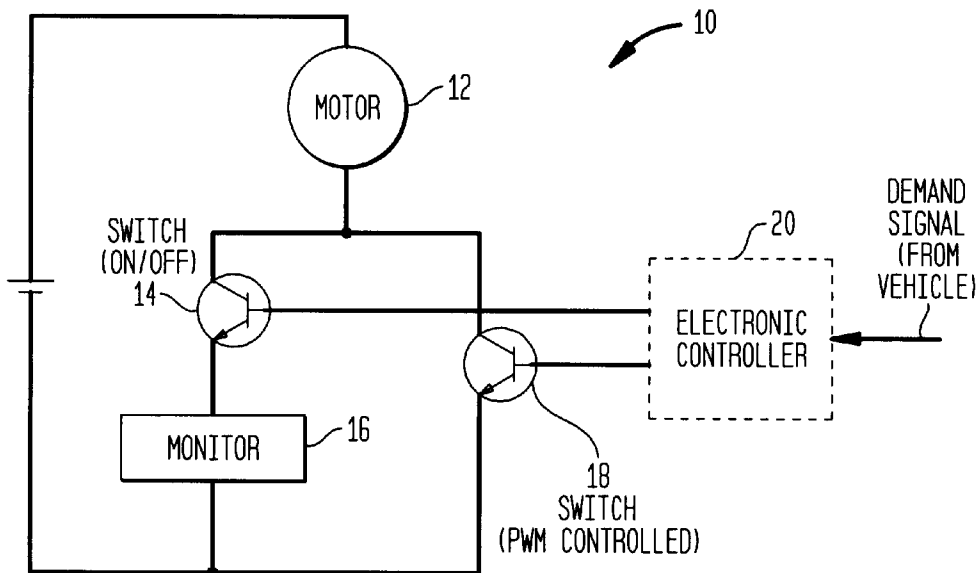 10
MOTOR
12
SWITCH
(ON/OFF)
14
DEMAND
SIGNAL
(FROM
VEHICLE)
20
ELECTRONIC
CONTROLLER
MONITOR
16
18
SWITCH
(PWM CONTROLLED)